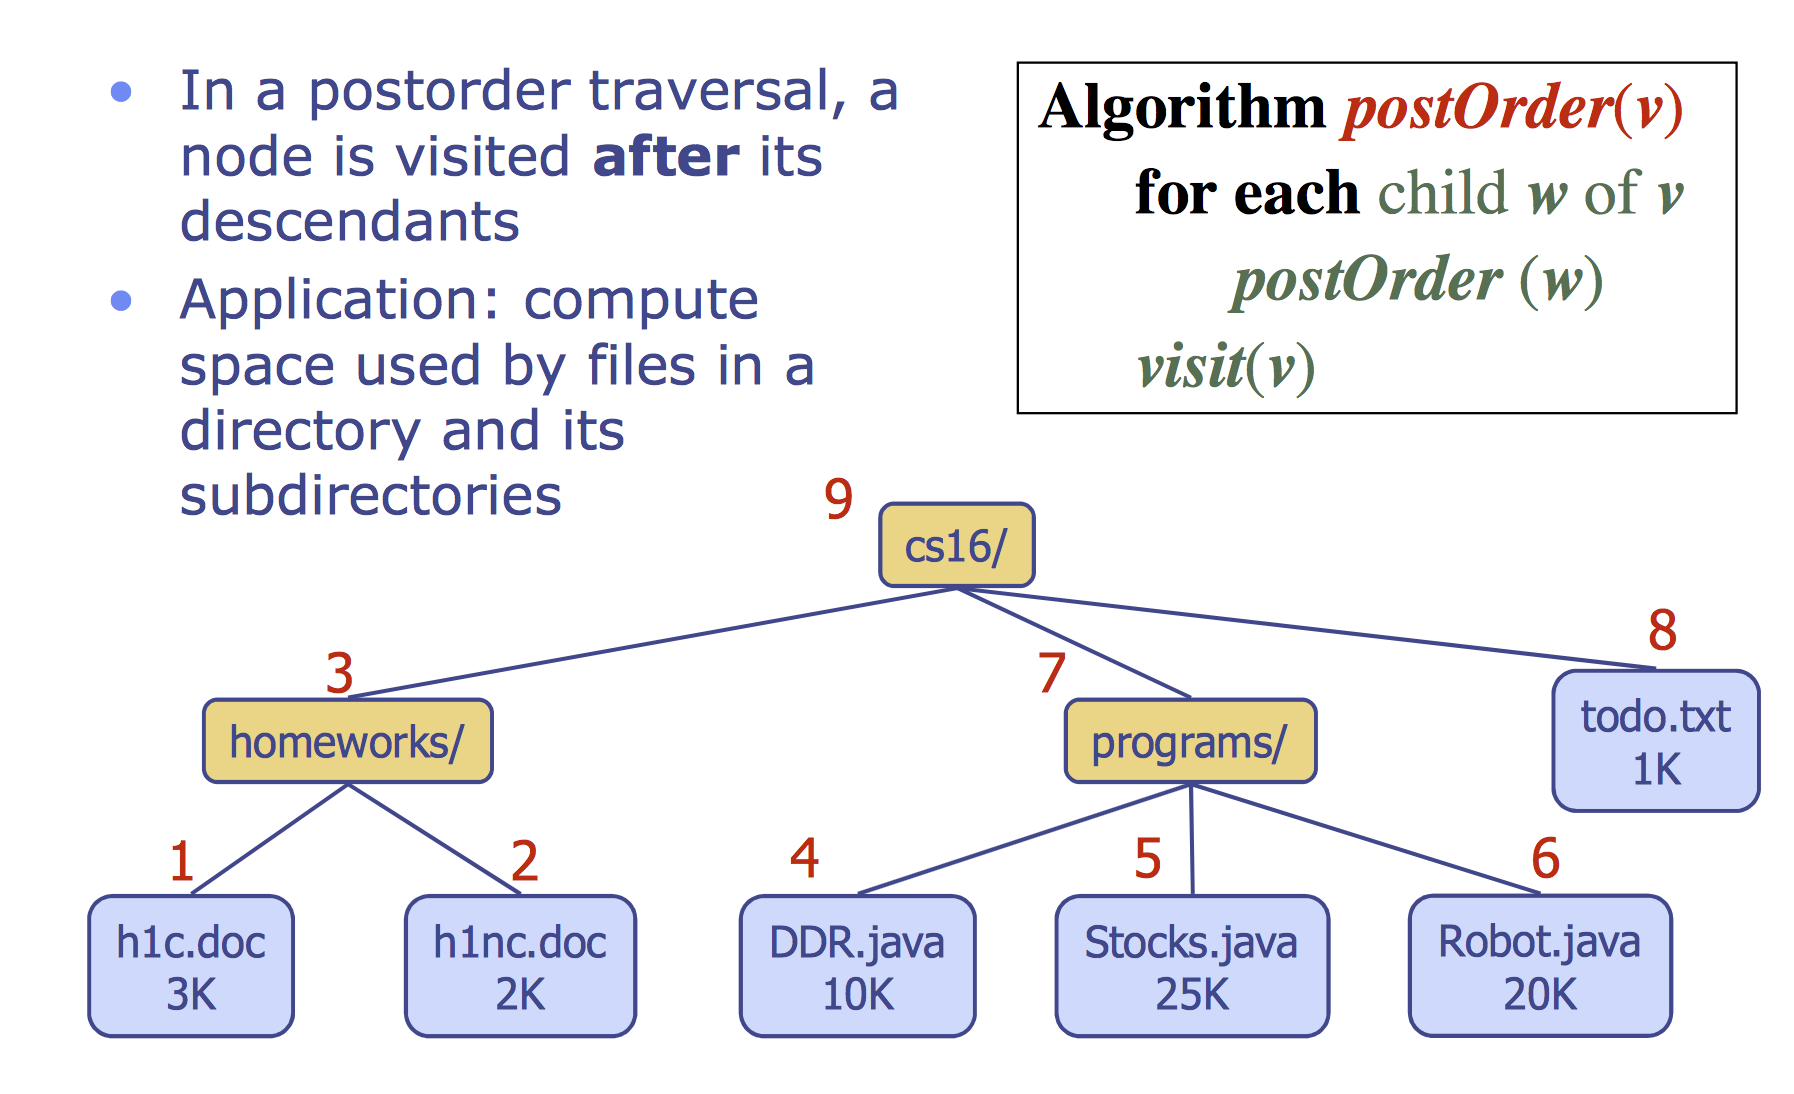 In a postorder traversal, a
node is visited after its
descendants
Application: compute
space used by files in a
directory and its
subdirectories
Algorithm postOrder(v)
for each child w of v
postOrder (w)
visit(v)
9
cs16/
3
homeworks/
7
programs/
8
todo.txt
1K
1
h1c.doc
3K
2
h1nc.doc
2K
4
DDR.java
10K
5
Stocks.java
25K
6
Robot.java
20K